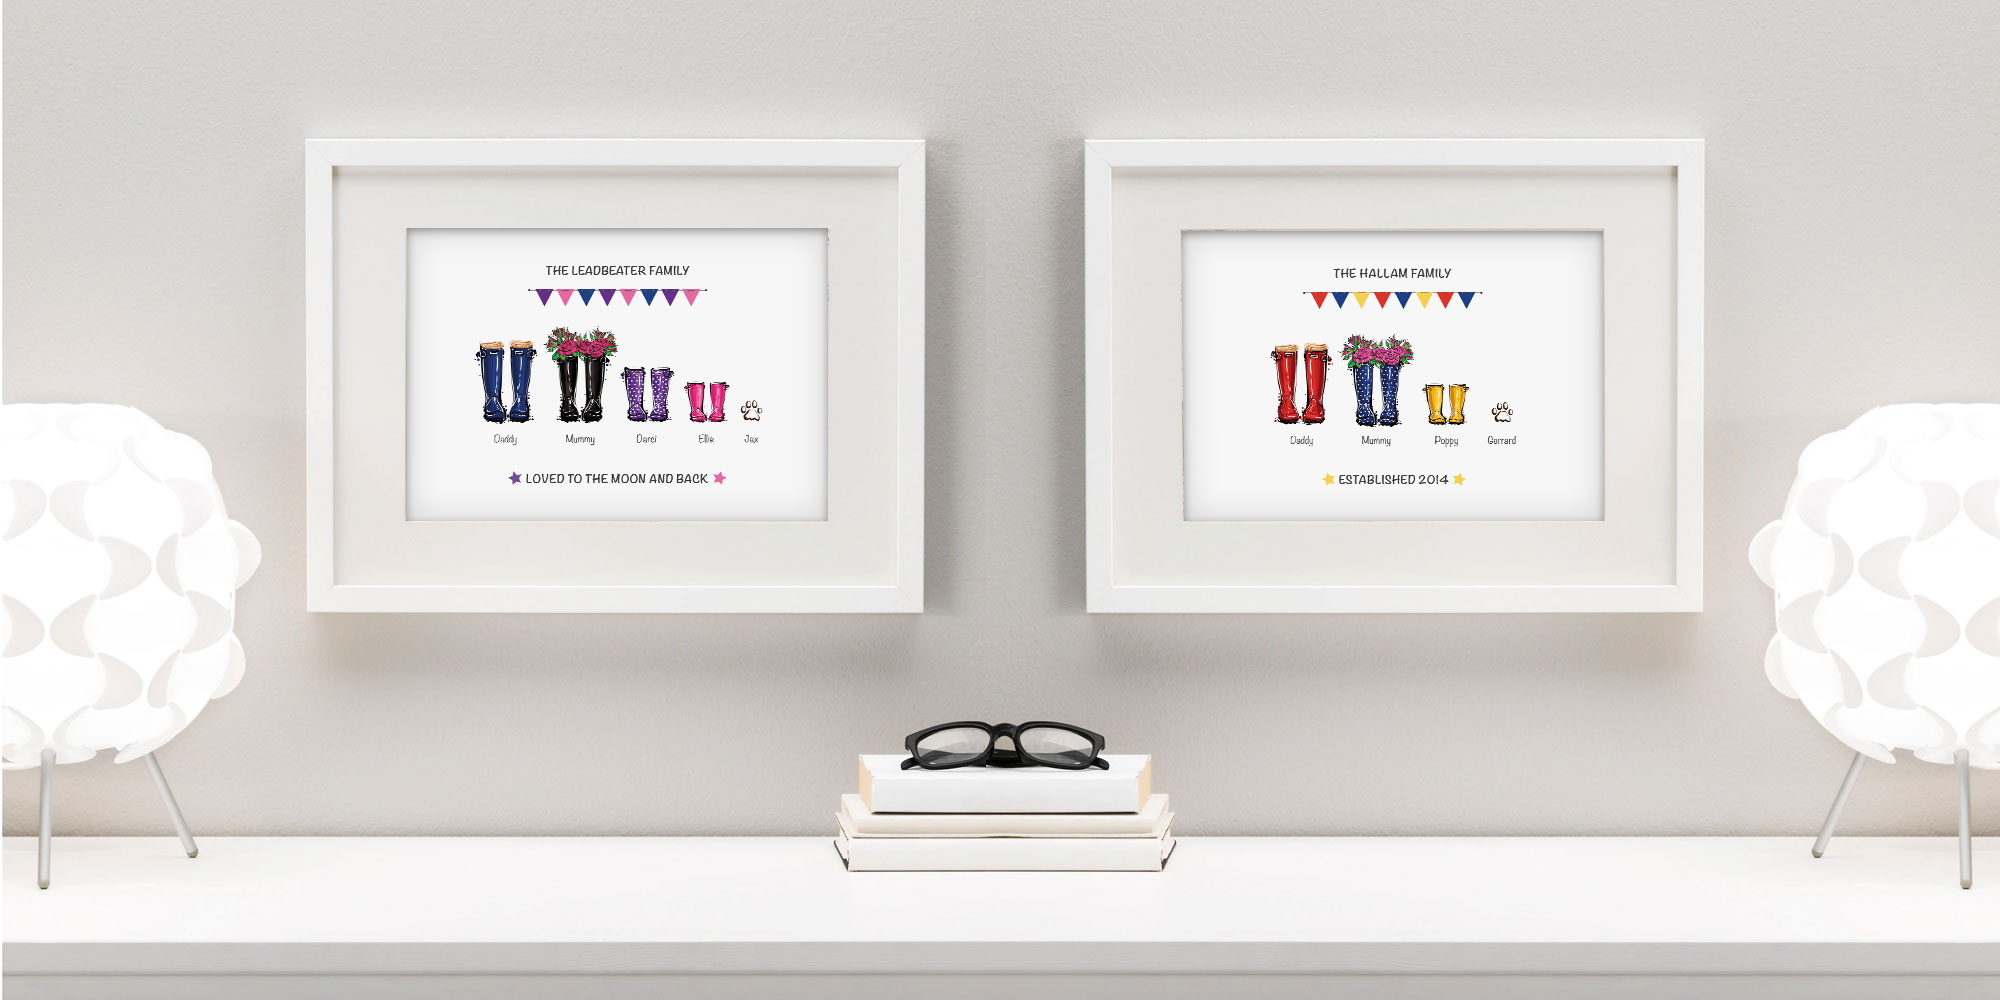 THE LEADBEATER FAMILY
Daddy Mummy Darci Ellie Jax
LOVED TO THE MOON AND BACK
THE HALLAM FAMILY
Daddy Mummy Poppy Gerrard
ESTABLISHED 2014